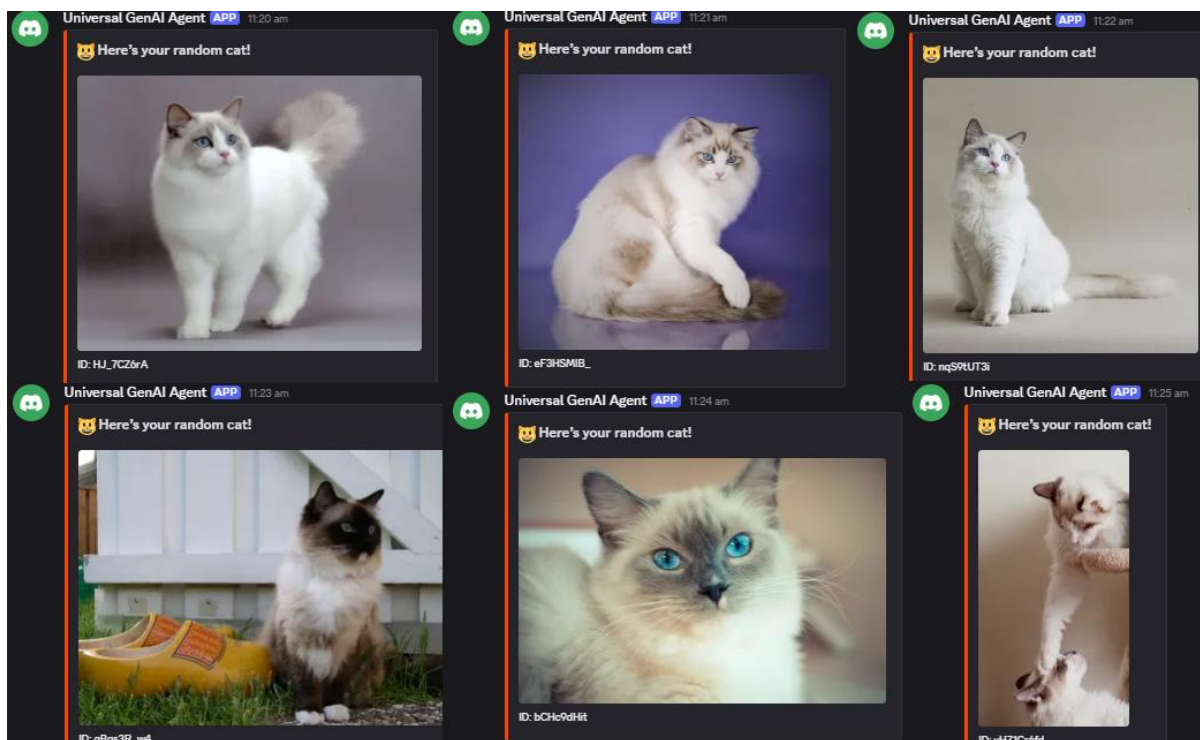 Universal GenAI Agent APP 11:20 am
Here's your random cat!
ID: HJ_7CZ6rA
Universal GenAI Agent APP 11:21 am
Here's your random cat!
ID: eF3HSMIB_
Universal GenAI Agent APP 11:22 am
Here's your random cat!
ID: nqS9tUT3i
Universal GenAI Agent APP 11:23 am
Here's your random cat!
ID:
Universal GenAI Agent APP 11:24 am
Here's your random cat!
ID: bCHc9dHit
Universal GenAI Agent APP 11:25 am
Here's your random cat!
ID: